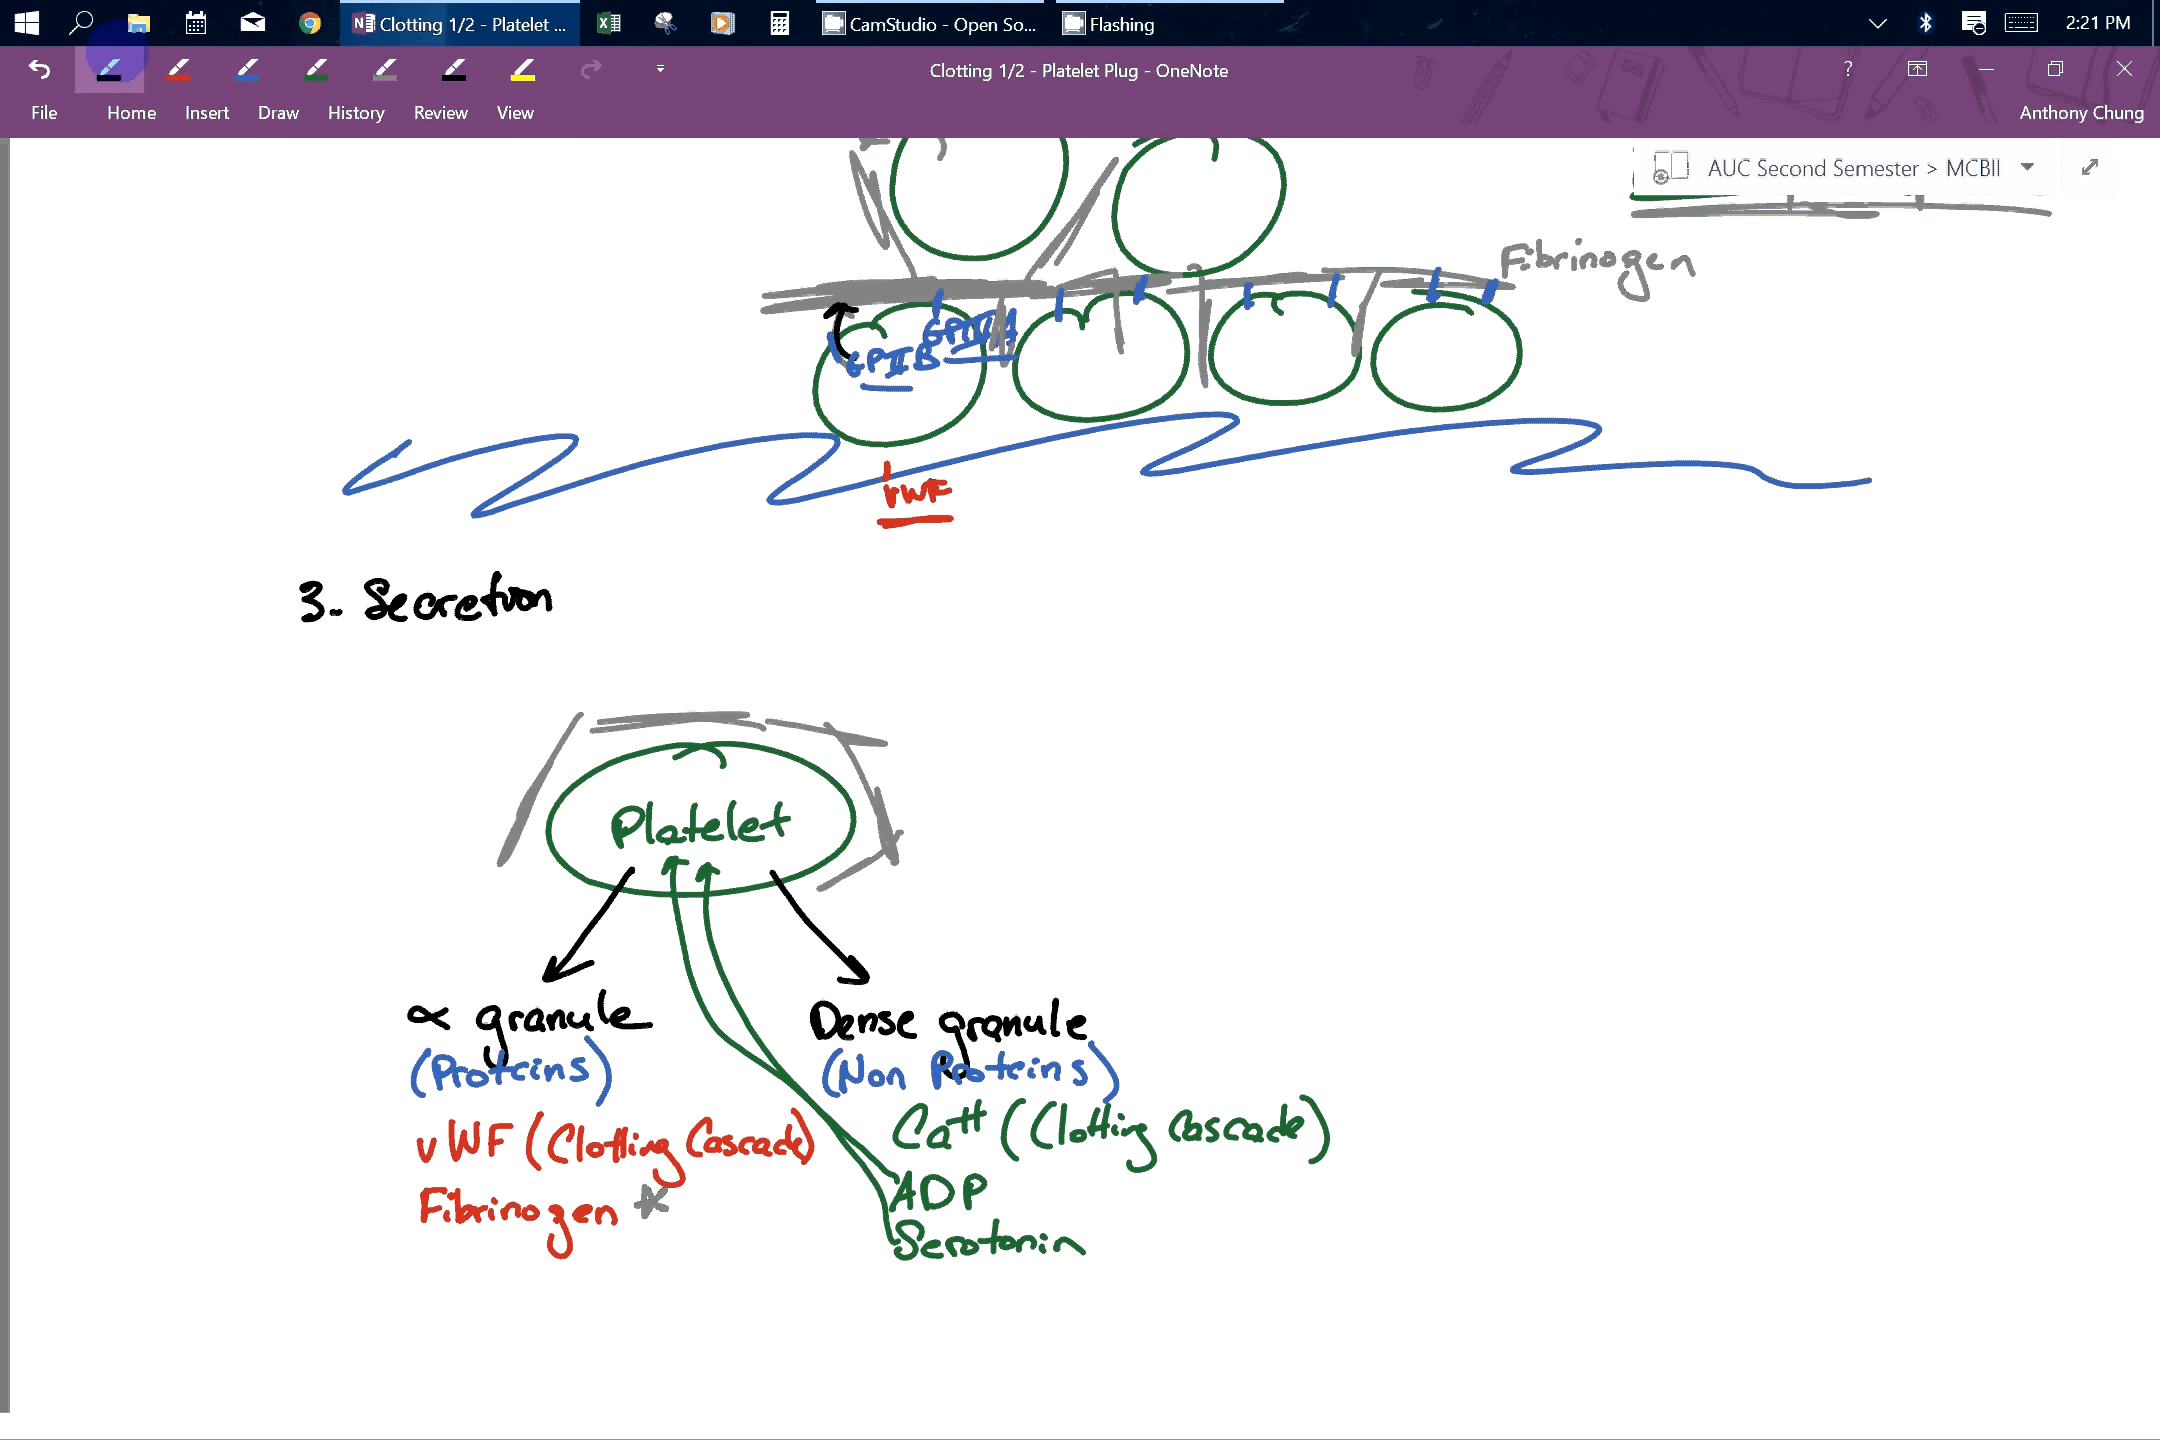 Clotting 1/2 - Platelet ...
CamStudio - Open So...
Flashing
2:21 PM
Clotting 1/2 - Platelet Plug - OneNote
?
File Home Insert Draw History Review View
Anthony Chung
AUC Second Semester > MCBII
Fibrinogen
GPIIIA
GPIIB
vWF
3. Secretion
Platelet
∝ granule
(Proteins)
vWF (Clotting Cascade)
Fibrinogen *
Dense granule
(Non Proteins)
Ca++ (Clotting Cascade)
ADP
Serotonin